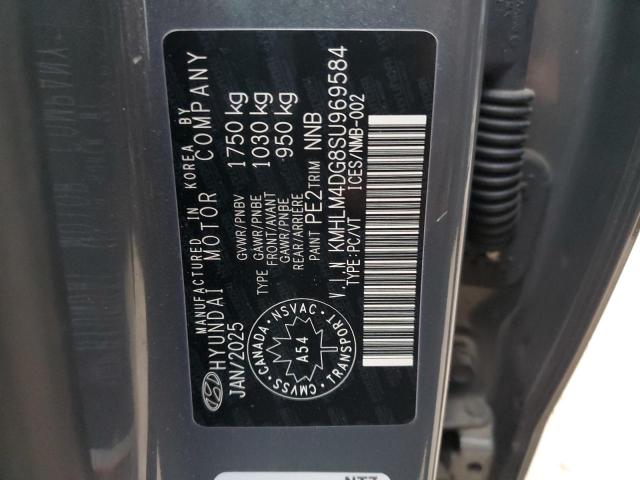 MANUFACTURED IN KOREA BY
HYUNDAI MOTOR COMPANY
JAN/2025
GVWR/PNBV 1750 kg
GAWR/PNBE 1030 kg
FRONT/AVANT
GAWR/PNBE 950 kg
REAR/ARRIÈRE
PAINT PE2 TRIM NNB
V.I.N KMHLM4DG8SU969584
TYPE:PC/VT ICES/NMB-002
CANADA NSVAC
A54
CMVSS TRANSPORT